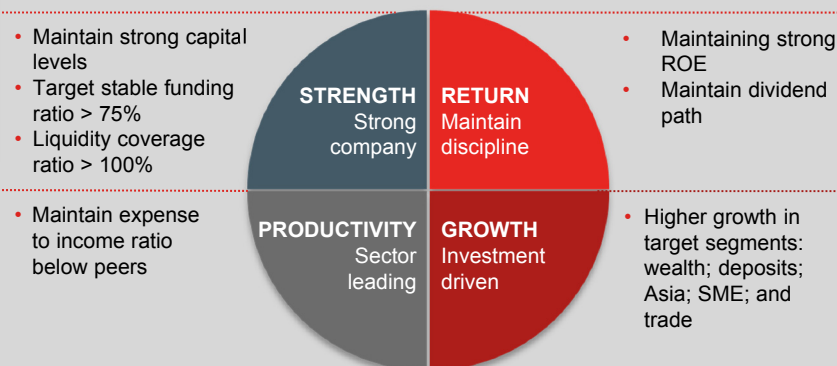 • Maintain strong capital
levels
• Target stable funding
ratio > 75%
• Liquidity coverage
ratio > 100%
STRENGTH
Strong
company
RETURN
Maintain
discipline
• Maintaining strong
ROE
• Maintain dividend
path
• Maintain expense
to income ratio
below peers
PRODUCTIVITY
Sector
leading
GROWTH
Investment
driven
• Higher growth in
target segments:
wealth; deposits;
Asia; SME; and
trade